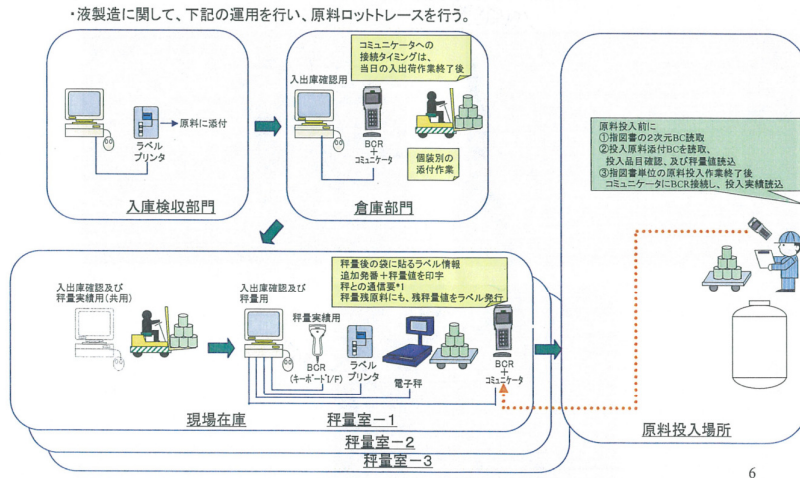 ・液製造に関して、下記の運用を行い、原料ロットトレースを行う。
→原料に添付
ラベル
プリンタ
入庫検収部門
コミュニケータへの
接続タイミングは、
当日の入出荷作業終了後
入出庫確認用
BCR
+
コミュニケータ
個装別の
添付作業
倉庫部門
原料投入前に
①指図書の2次元BC読取
②投入原料添付BCを読取、
投入品目確認、及び秤量値読込
③指図書単位の原料投入作業終了後
コミュニケータにBCR接続し、投入実績読込
原料投入場所
入出庫確認及び
秤量実績用(共用)
現場在庫
入出庫確認及び
秤量用
秤量後の袋に貼るラベル情報
追加発番+秤量値を印字
秤との通信要*1
秤量残原料にも、残秤量値をラベル発行
秤量実績用
BCR
(キーボードI/F)
ラベル
プリンタ
電子秤
BCR
+
コミュニケータ
秤量室-1
秤量室-2
秤量室-3
6